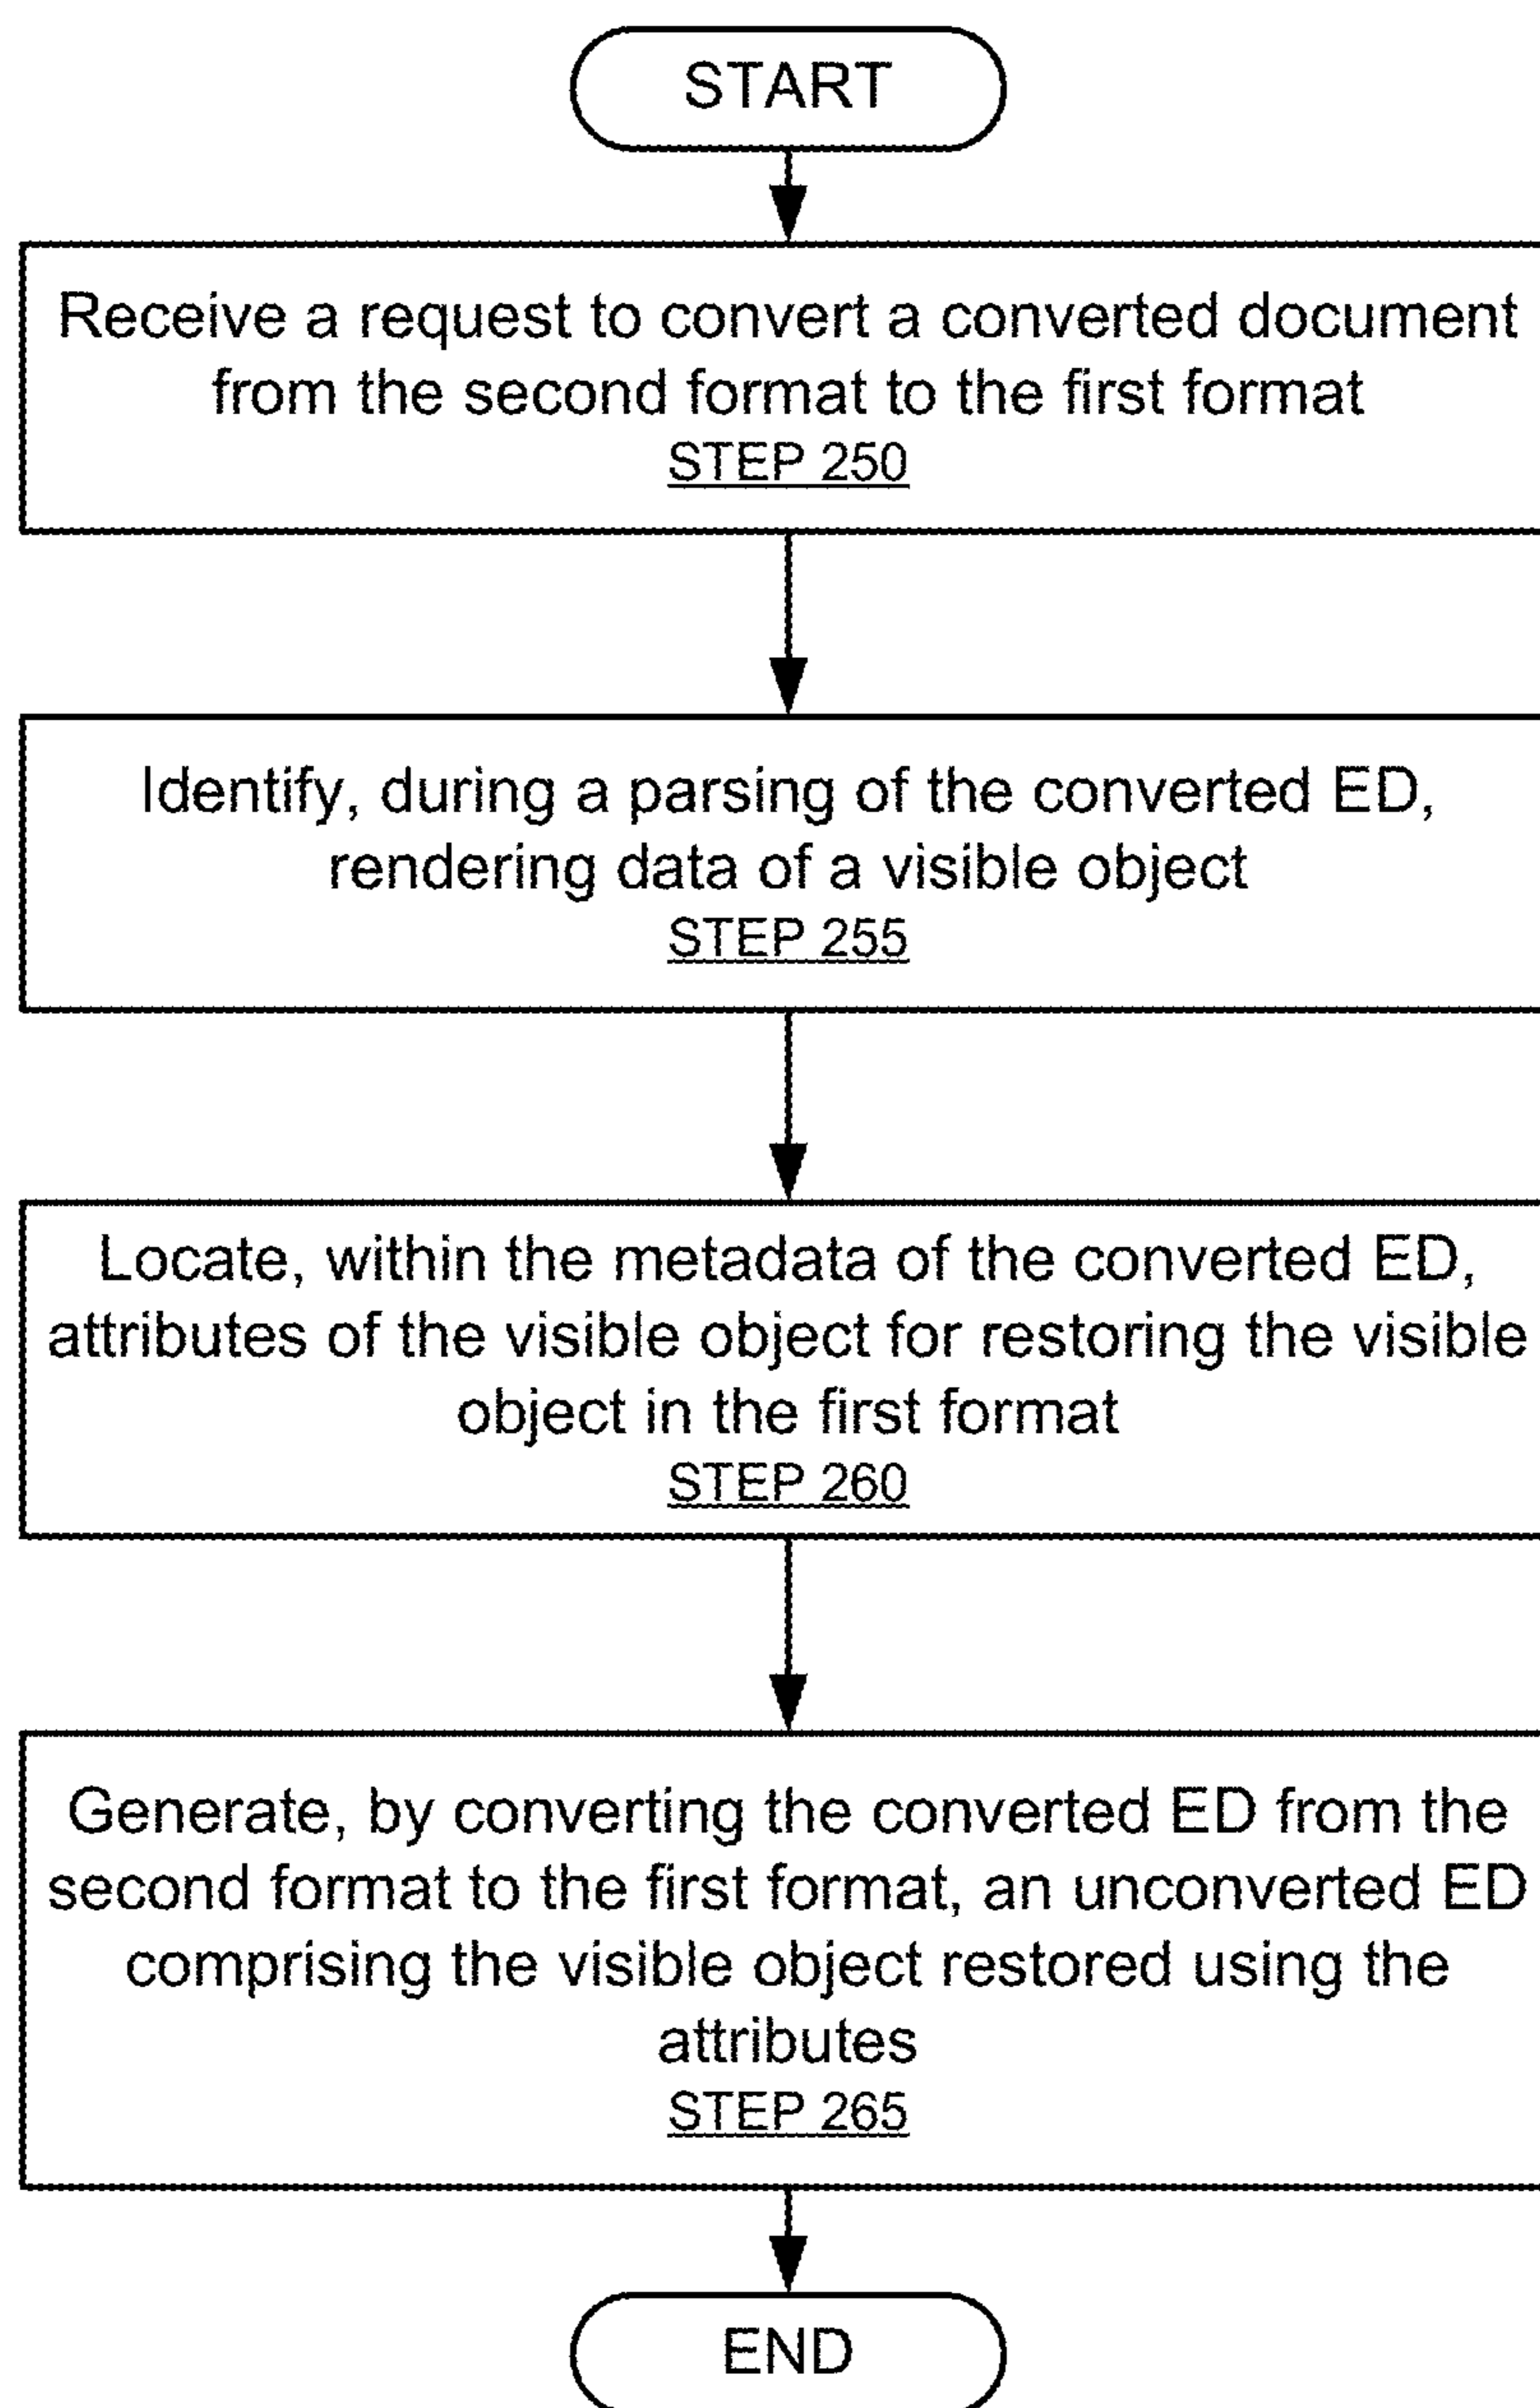 START
Receive a request to convert a converted document
from the second format to the first format
STEP 250
Identify, during a parsing of the converted ED,
rendering data of a visible object
STEP 255
Locate, within the metadata of the converted ED,
attributes of the visible object for restoring the visible
object in the first format
STEP 260
Generate, by converting the converted ED from the
second format to the first format, an unconverted ED
comprising the visible object restored using the
attributes
STEP 265
END